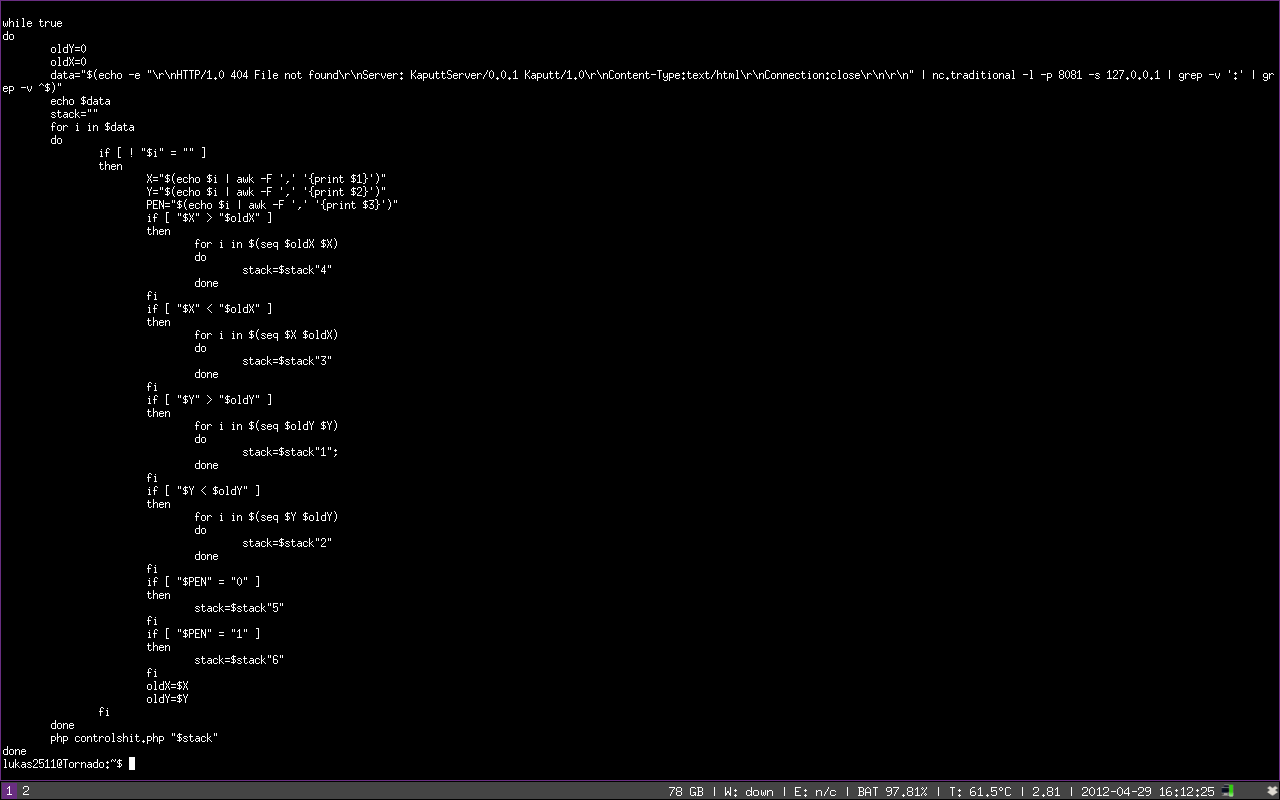 while true
do
oldY=0
oldX=0
data="$(echo -e "\r\nHTTP/1.0 404 File not found\r\nServer: KaputtServer/0.0.1 Kaputt/1.0\r\nContent-Type:text/html\r\nConnection:close\r\n\r\n" | nc.traditional -l -p 8081 -s 127.0.0.1 | grep -v ':' | gr
ep -v ^$)"
echo $data
stack=""
for i in $data
do
if [ ! "$i" = "" ]
then
X="$(echo $i | awk -F ',' '{print $1}')"
Y="$(echo $i | awk -F ',' '{print $2}')"
PEN="$(echo $i | awk -F ',' '{print $3}')"
if [ "$X" > "$oldX" ]
then
for i in $(seq $oldX $X)
do
stack=$stack"4"
done
fi
if [ "$X" < "$oldX" ]
then
for i in $(seq $X $oldX)
do
stack=$stack"3"
done
fi
if [ "$Y" > "$oldY" ]
then
for i in $(seq $oldY $Y)
do
stack=$stack"1";
done
fi
if [ "$Y < $oldY" ]
then
for i in $(seq $Y $oldY)
do
stack=$stack"2"
done
fi
if [ "$PEN" = "0" ]
then
stack=$stack"5"
fi
if [ "$PEN" = "1" ]
then
stack=$stack"6"
fi
oldX=$X
oldY=$Y
fi
done
php controlshit.php "$stack"
done
lukas2511@Tornado:~$
1 2 78 GB | W: down | E: n/c | BAT 97.81% | T: 61.5°C | 2.81 | 2012-04-29 16:12:25